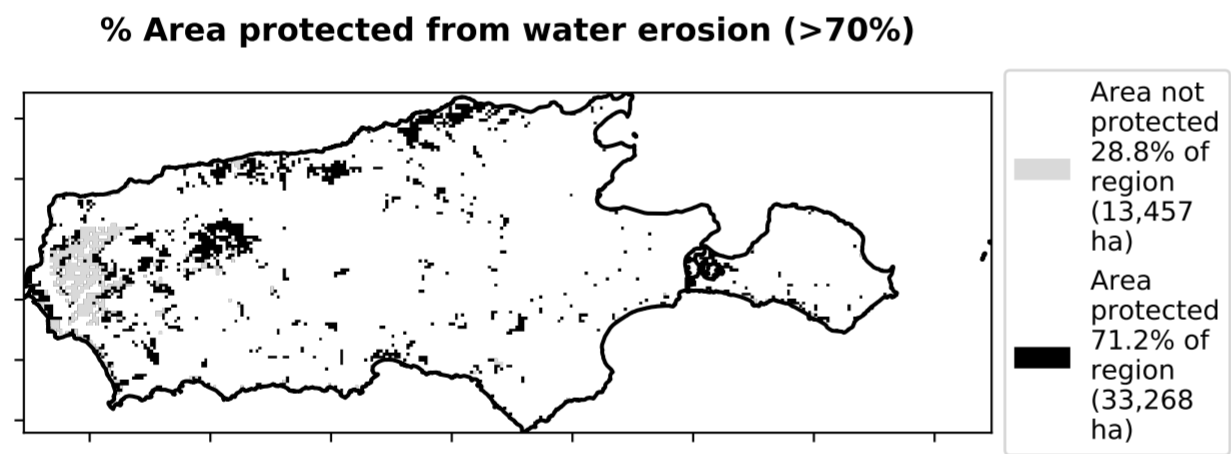 % Area protected from water erosion (>70%)
Area not
protected
28.8% of
region
(13,457
ha)
Area
protected
71.2% of
region
(33,268
ha)